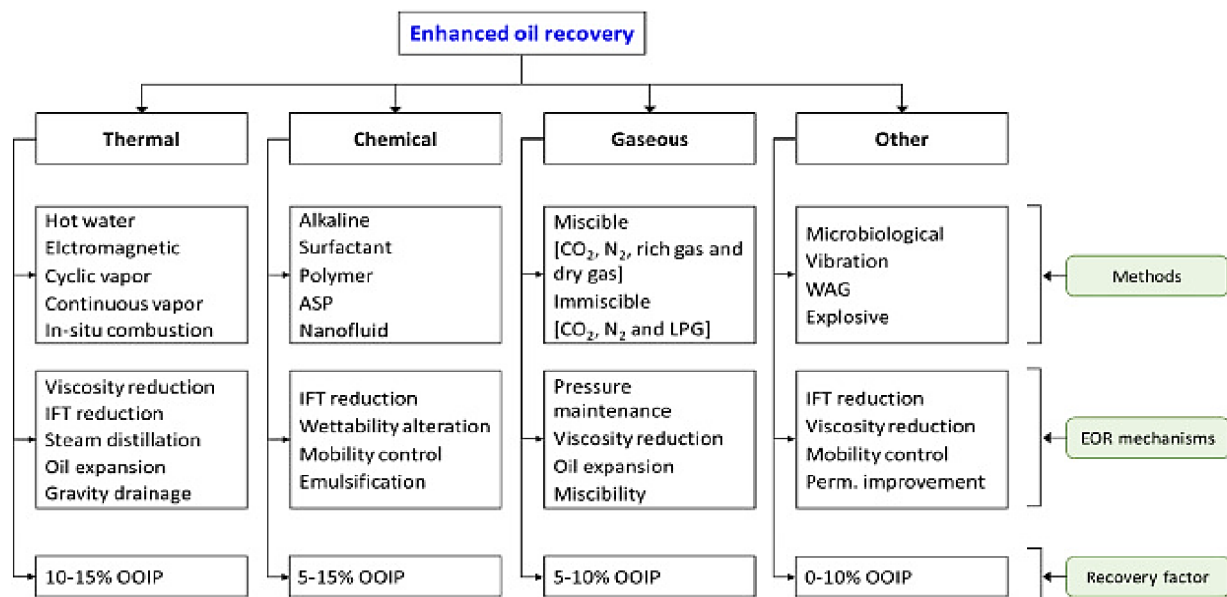 Enhanced oil recovery
Thermal
Chemical
Gaseous
Other
Hot water
Elctromagnetic
Cyclic vapor
Continuous vapor
In-situ combustion
Alkaline
Surfactant
Polymer
ASP
Nanofluid
Miscible
[CO₂, N₂, rich gas and
dry gas]
Immiscible
[CO₂, N₂ and LPG]
Microbiological
Vibration
WAG
Explosive
Methods
Viscosity reduction
IFT reduction
Steam distillation
Oil expansion
Gravity drainage
IFT reduction
Wettability alteration
Mobility control
Emulsification
Pressure
maintenance
Viscosity reduction
Oil expansion
Miscibility
IFT reduction
Viscosity reduction
Mobility control
Perm. improvement
EOR mechanisms
10-15% OOIP
5-15% OOIP
5-10% OOIP
0-10% OOIP
Recovery factor